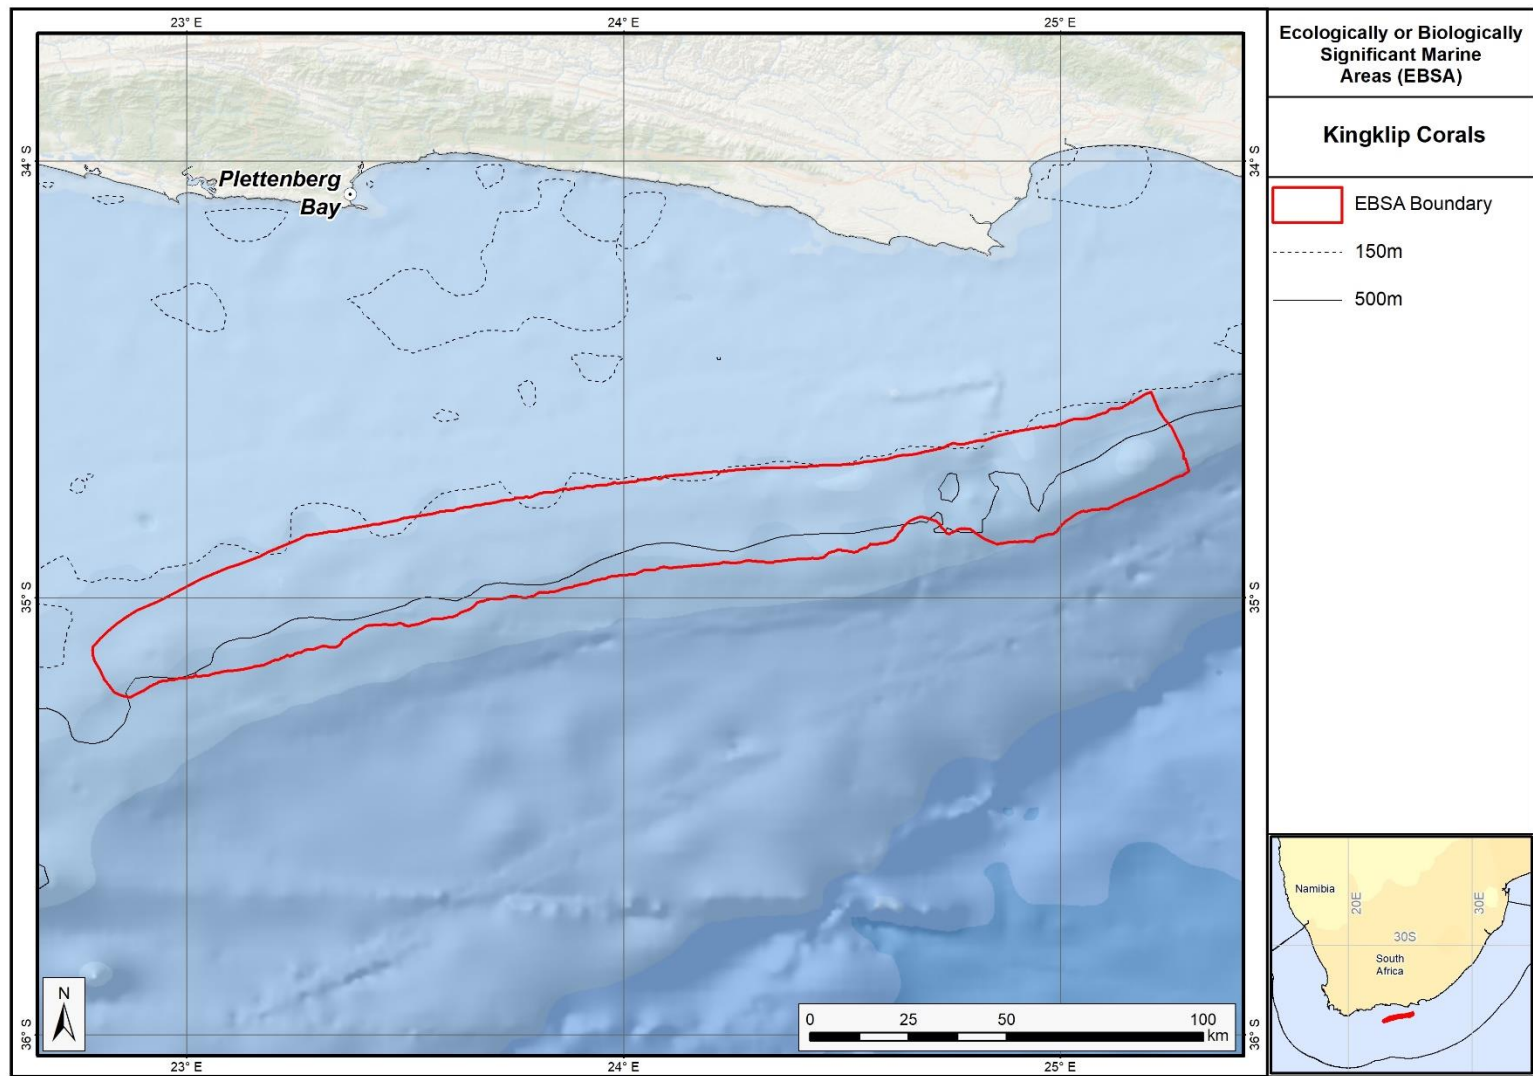 23° E
24° E
25° E
34° S
34° S
Plettenberg
Bay
35° S
35° S
36° S
36° S
N
0
25
50
100
km
23° E
24° E
25° E
Ecologically or Biologically
Significant Marine
Areas (EBSA)
Kingklip Corals
EBSA Boundary
150m
500m
Namibia
20E
30E
30S
South
Africa